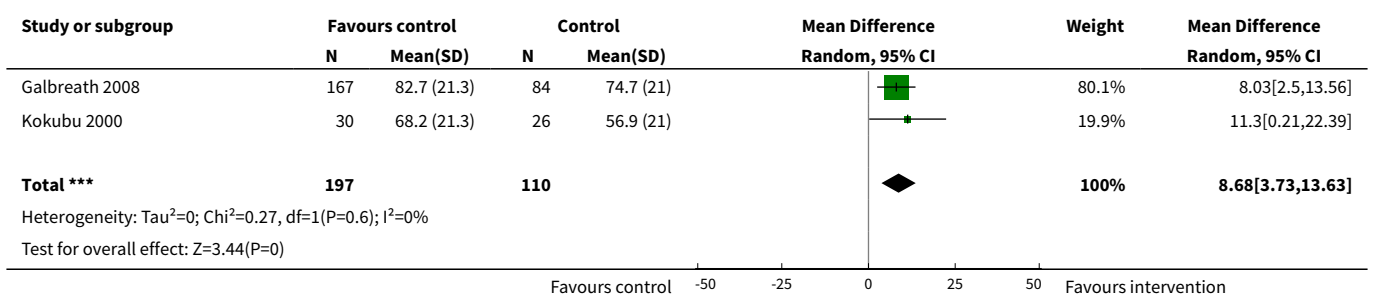 Study or subgroup Favours control Control Mean Difference Weight Mean Difference
N Mean(SD) N Mean(SD) Random, 95% CI Random, 95% CI
Galbreath 2008 167 82.7 (21.3) 84 74.7 (21) 80.1% 8.03[2.5,13.56]
Kokubu 2000 30 68.2 (21.3) 26 56.9 (21) 19.9% 11.3[0.21,22.39]
Total *** 197 110 100% 8.68[3.73,13.63]
Heterogeneity: Tau²=0; Chi²=0.27, df=1(P=0.6); I²=0%
Test for overall effect: Z=3.44(P=0)
Favours control -50 -25 0 25 50 Favours intervention